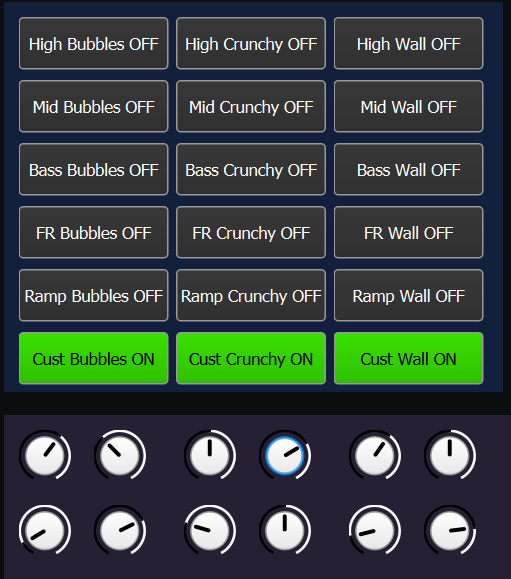 High Bubbles OFF
High Crunchy OFF
High Wall OFF
Mid Bubbles OFF
Mid Crunchy OFF
Mid Wall OFF
Bass Bubbles OFF
Bass Crunchy OFF
Bass Wall OFF
FR Bubbles OFF
FR Crunchy OFF
FR Wall OFF
Ramp Bubbles OFF
Ramp Crunchy OFF
Ramp Wall OFF
Cust Bubbles ON
Cust Crunchy ON
Cust Wall ON